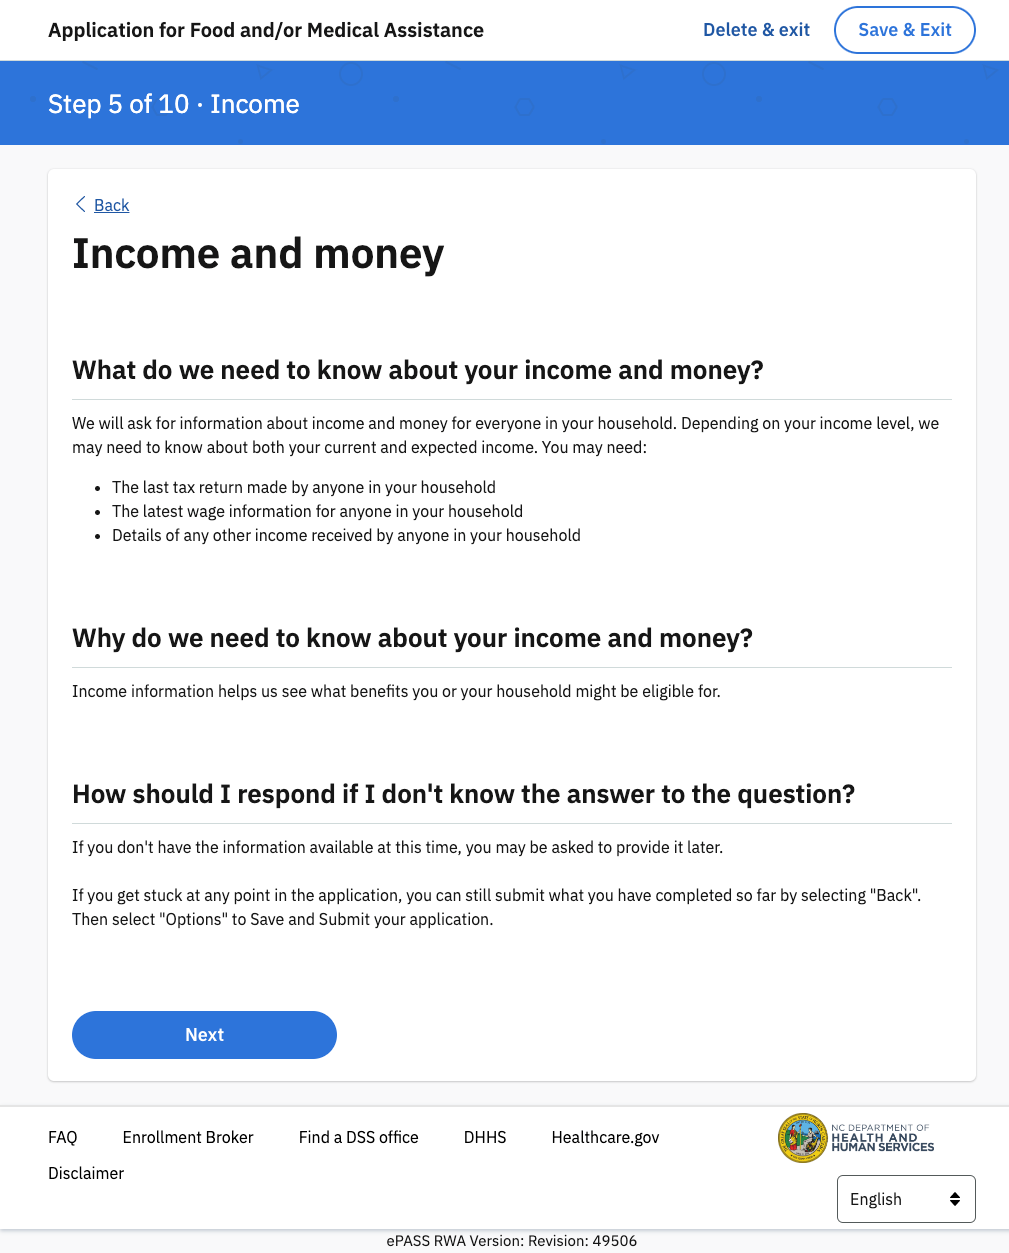 Application for Food and/or Medical Assistance
Delete & exit
Save & Exit
Step 5 of 10 · Income
Back
Income and money
What do we need to know about your income and money?
We will ask for information about income and money for everyone in your household. Depending on your income level, we
may need to know about both your current and expected income. You may need:
• The last tax return made by anyone in your household
• The latest wage information for anyone in your household
• Details of any other income received by anyone in your household
Why do we need to know about your income and money?
Income information helps us see what benefits you or your household might be eligible for.
How should I respond if I don't know the answer to the question?
If you don't have the information available at this time, you may be asked to provide it later.
If you get stuck at any point in the application, you can still submit what you have completed so far by selecting "Back".
Then select "Options" to Save and Submit your application.
Next
FAQ
Enrollment Broker
Find a DSS office
DHHS
Healthcare.gov
Disclaimer
NC DEPARTMENT OF
HEALTH AND
HUMAN SERVICES
English
ePASS RWA Version: Revision: 49506